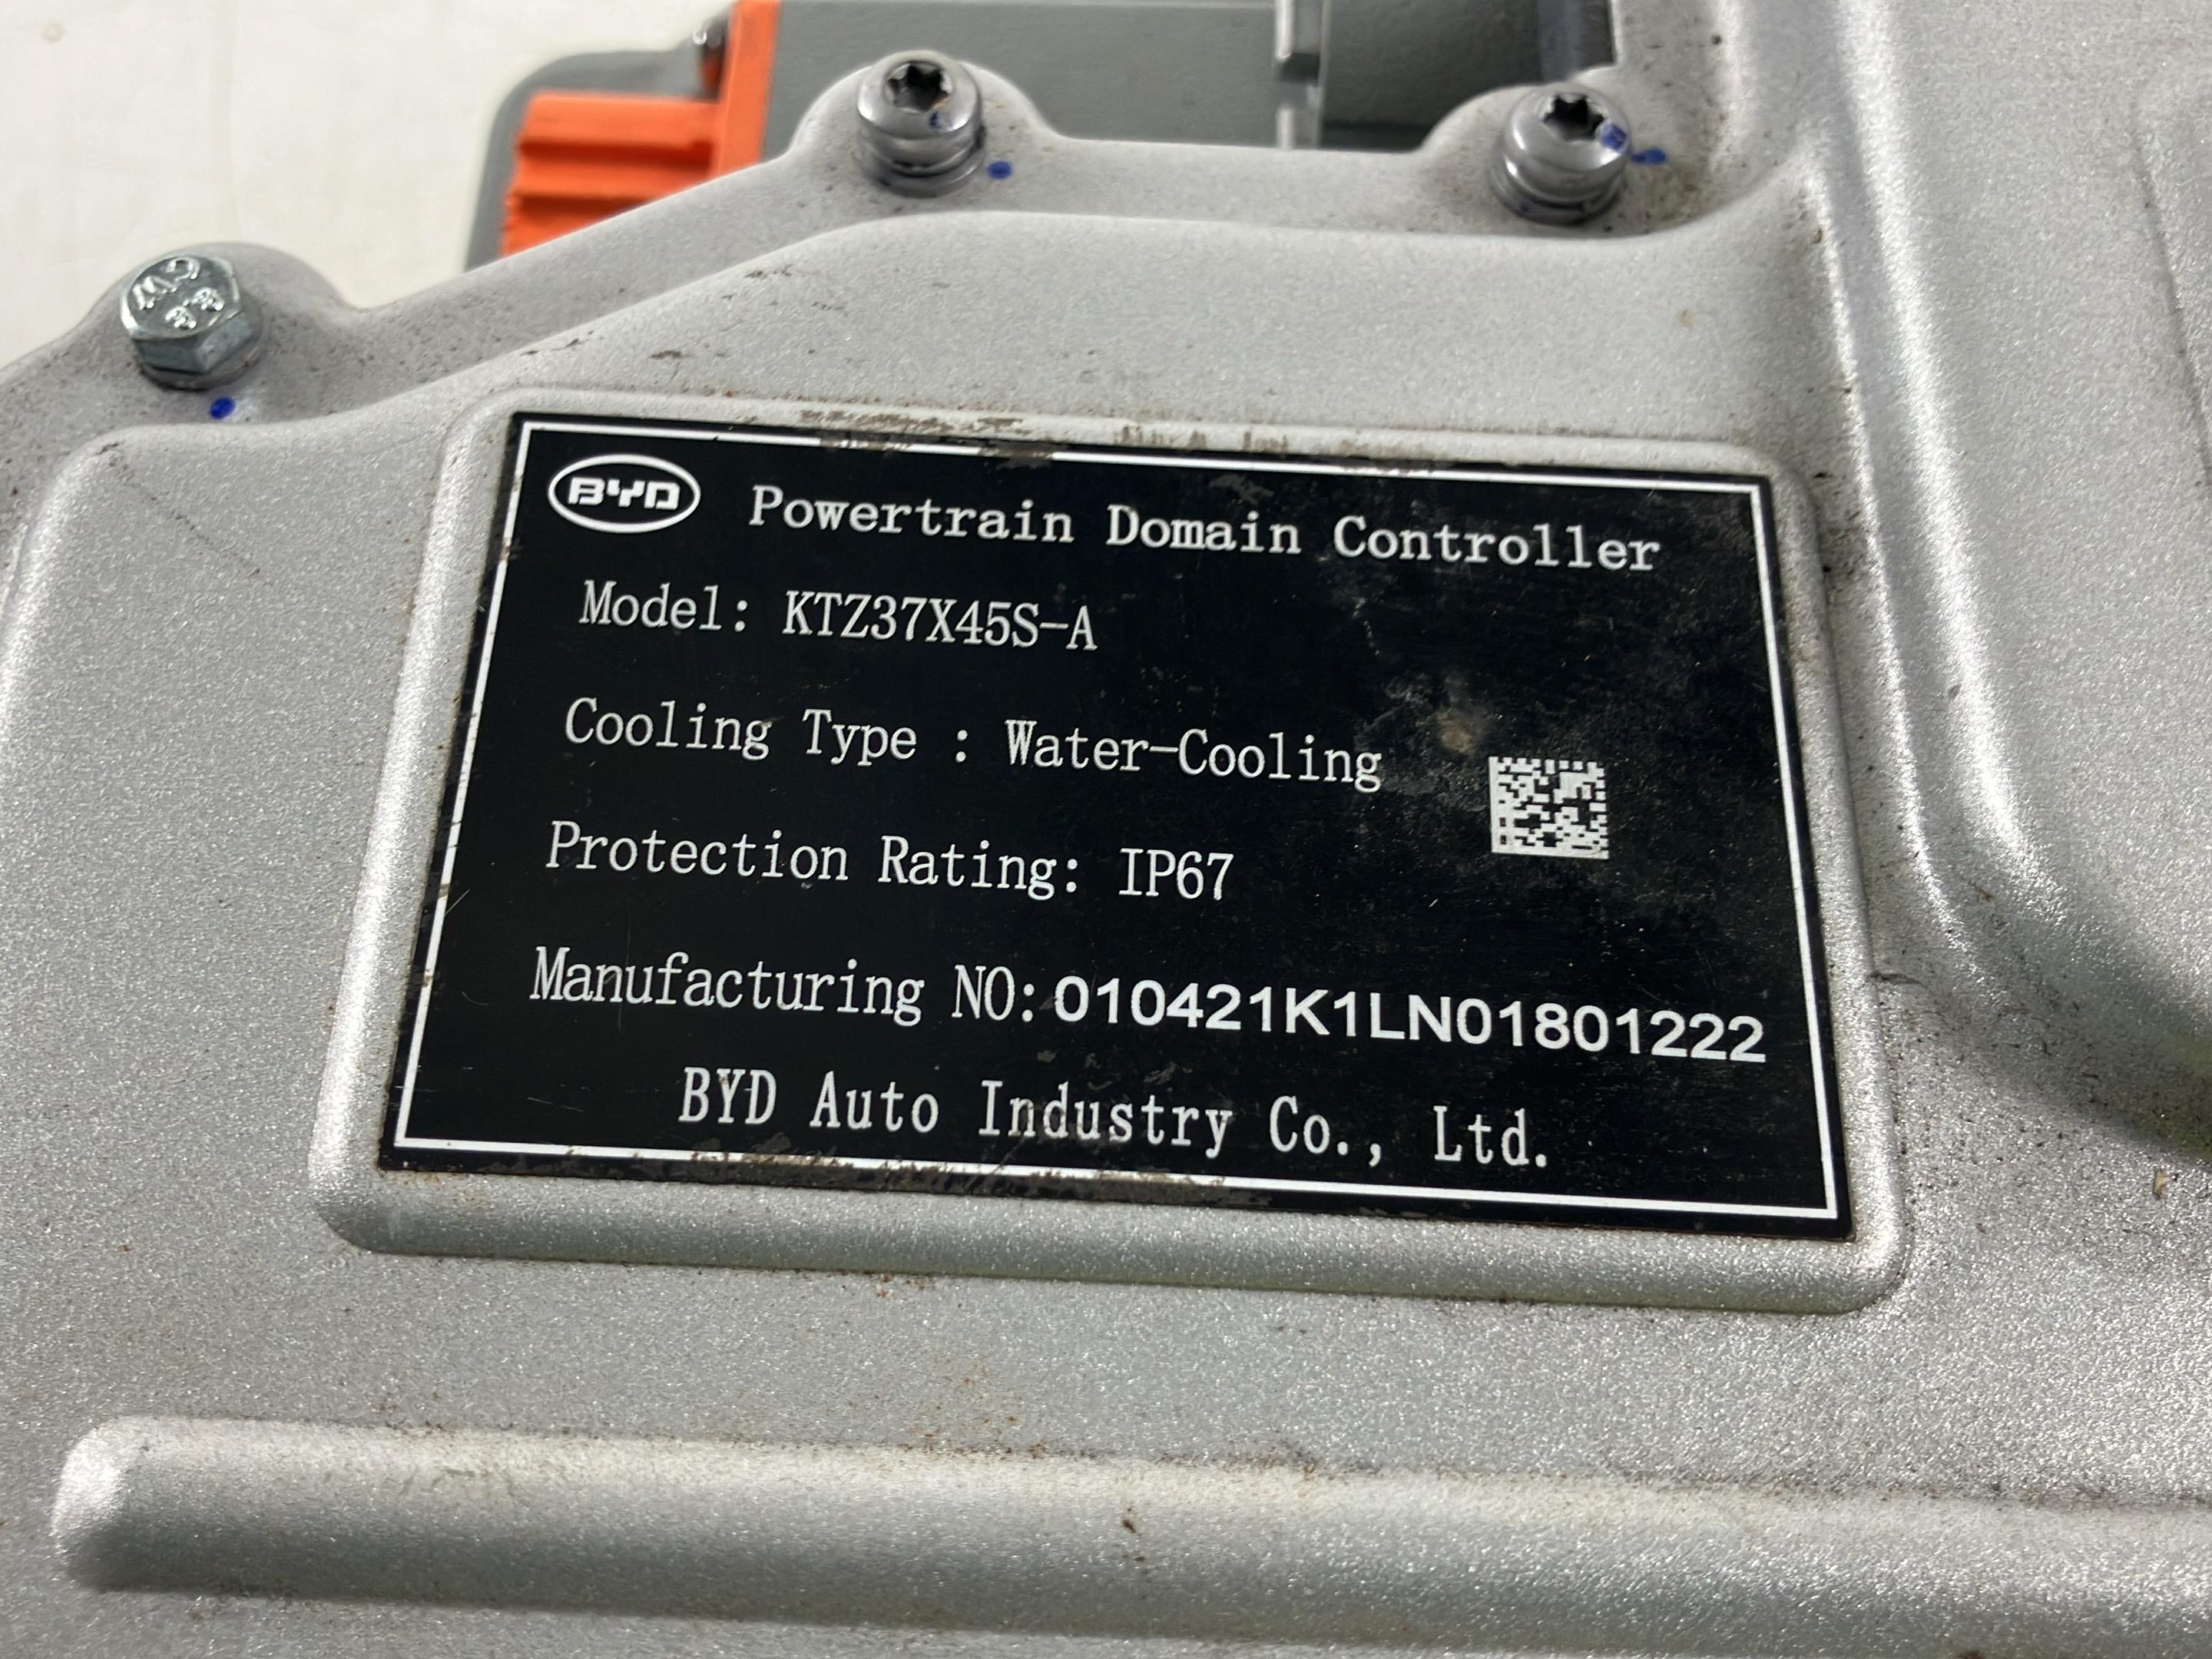 BYD Powertrain Domain Controller
Model: KTZ37X45S-A
Cooling Type : Water-Cooling
Protection Rating: IP67
Manufacturing NO:010421K1LN01801222
BYD Auto Industry Co., Ltd.